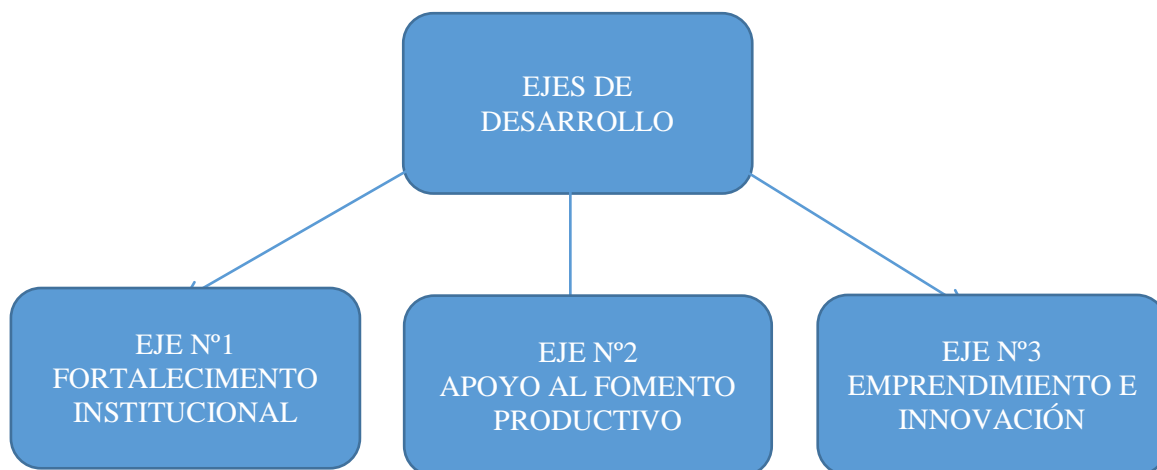 EJES DE
DESARROLLO
EJE Nº1
FORTALECIMENTO
INSTITUCIONAL
EJE Nº2
APOYO AL FOMENTO
PRODUCTIVO
EJE Nº3
EMPRENDIMIENTO E
INNOVACIÓN